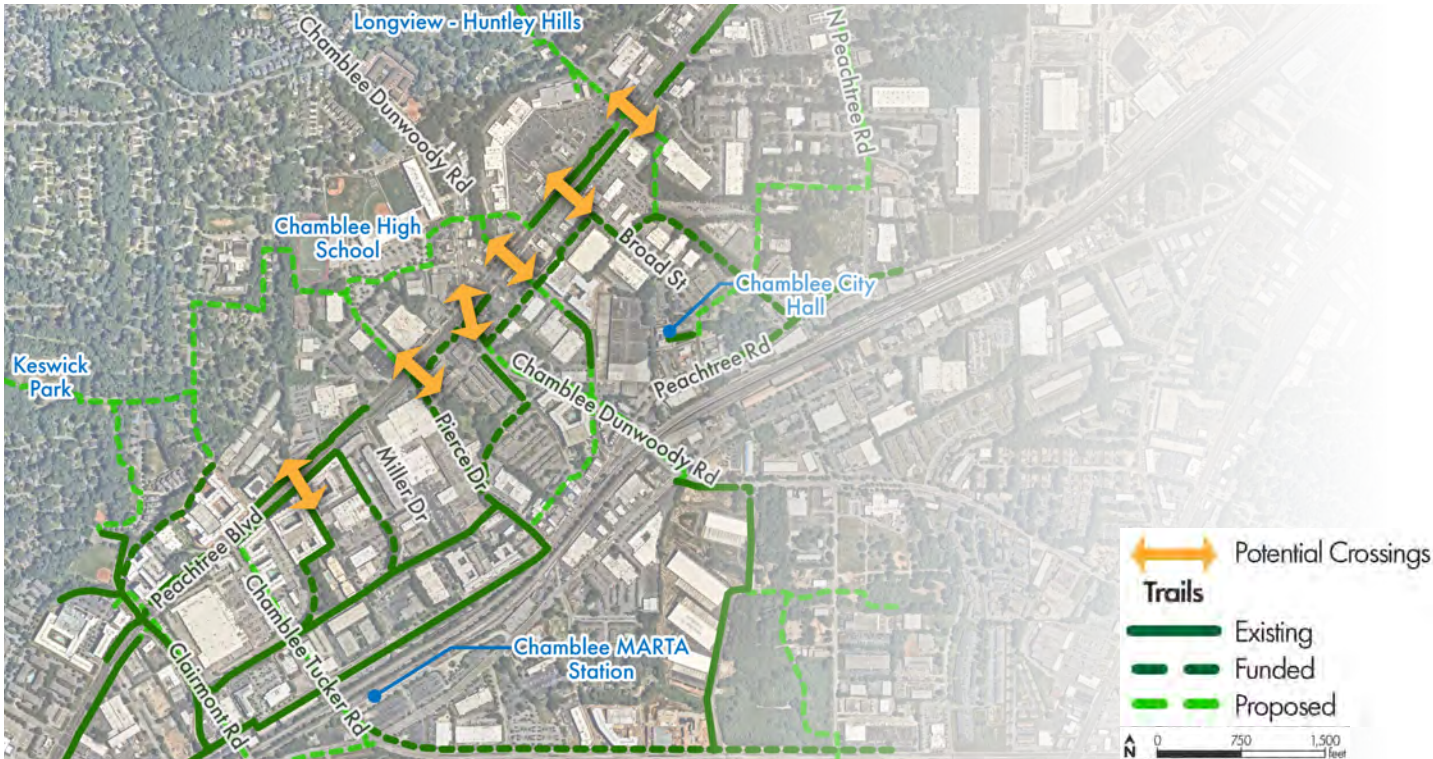 Longview - Huntley Hills
Chamblee Dunwoody Rd
N Peachtree Rd
Chamblee High
School
Broad St
Chamblee City
Hall
Keswick
Park
Peachtree Rd
Chamblee Dunwoody Rd
Pierce Dr
Miller Dr
Peachtree Blvd
Chamblee Tucker Rd
Clairmont Rd
Chamblee MARTA
Station
Potential Crossings
Trails
Existing
Funded
Proposed
N
0 750 1,500
feet